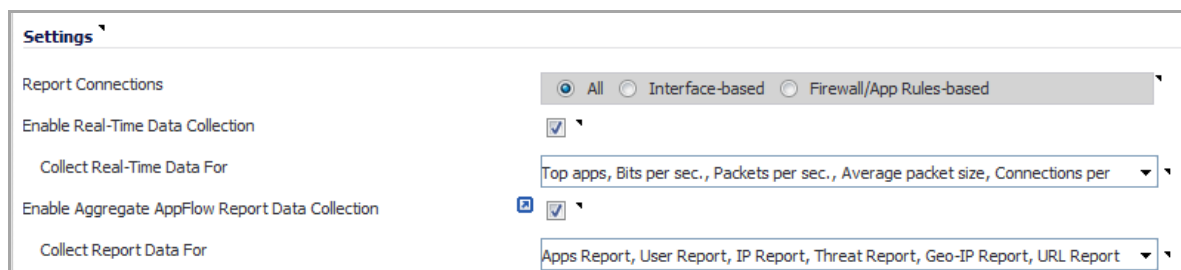 Settings
Report Connections
All Interface-based Firewall/App Rules-based
Enable Real-Time Data Collection
Collect Real-Time Data For
Top apps, Bits per sec., Packets per sec., Average packet size, Connections per
Enable Aggregate AppFlow Report Data Collection
Collect Report Data For
Apps Report, User Report, IP Report, Threat Report, Geo-IP Report, URL Report